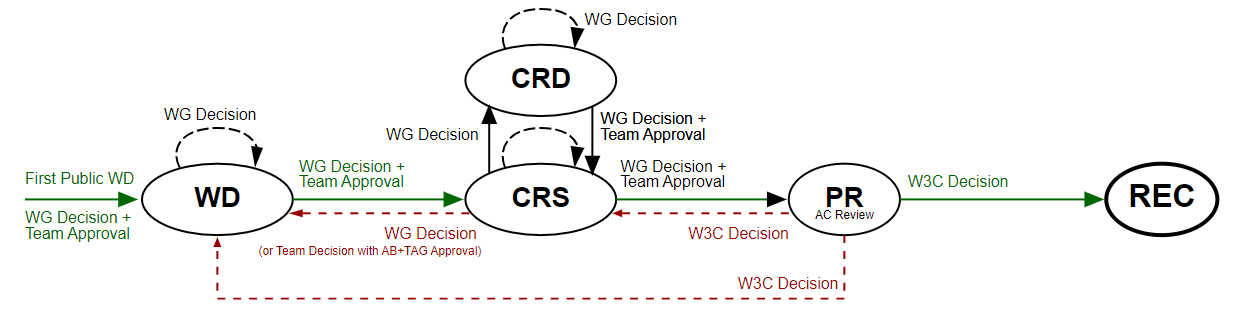 WG Decision
CRD
WG Decision
WG Decision
WG Decision +
Team Approval
First Public WD
WG Decision +
Team Approval
WD
WG Decision +
Team Approval
CRS
WG Decision +
Team Approval
PR
AC Review
W3C Decision
REC
WG Decision
(or Team Decision with AB+TAG Approval)
W3C Decision
W3C Decision